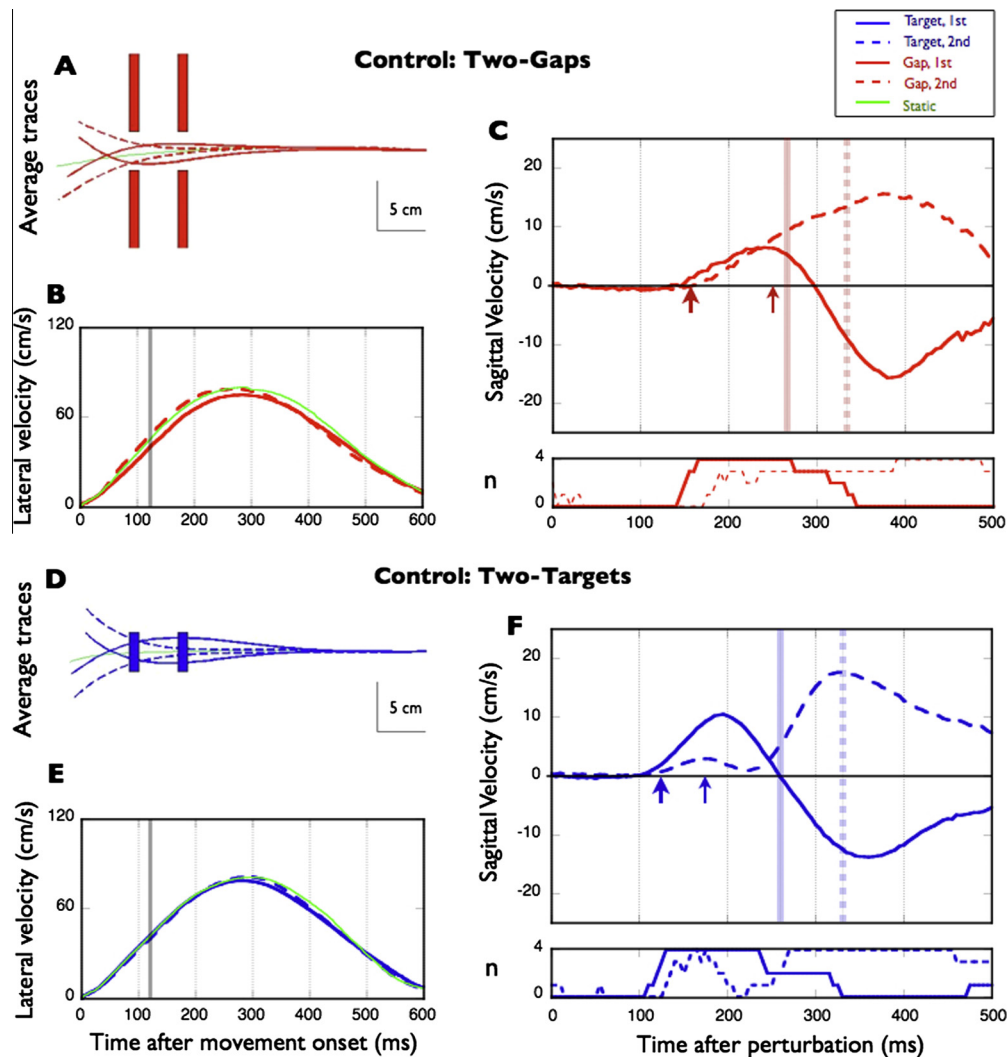 Target, 1st
Target, 2nd
Gap, 1st
Gap, 2nd
Static
Control: Two-Gaps
A
Average traces
5 cm
B
Lateral velocity (cm/s)
120
60
0
0 100 200 300 400 500 600
C
Sagittal Velocity (cm/s)
20
10
0
-10
-20
n
4
0
0 100 200 300 400 500
Control: Two-Targets
D
Average traces
5 cm
E
Lateral velocity (cm/s)
120
60
0
0 100 200 300 400 500 600
Time after movement onset (ms)
F
Sagittal Velocity (cm/s)
20
10
0
-10
-20
n
4
0
0 100 200 300 400 500
Time after perturbation (ms)